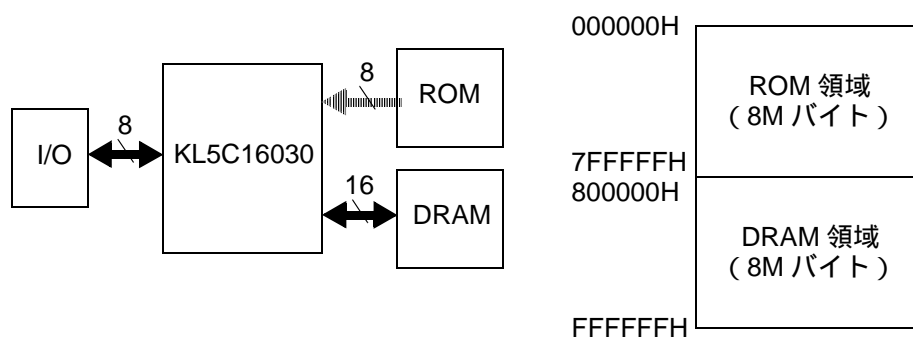 I/O
8
KL5C16030
8
ROM
16
DRAM
000000H
ROM 領域
( 8M バイト )
7FFFFFH
800000H
DRAM 領域
( 8M バイト )
FFFFFFH